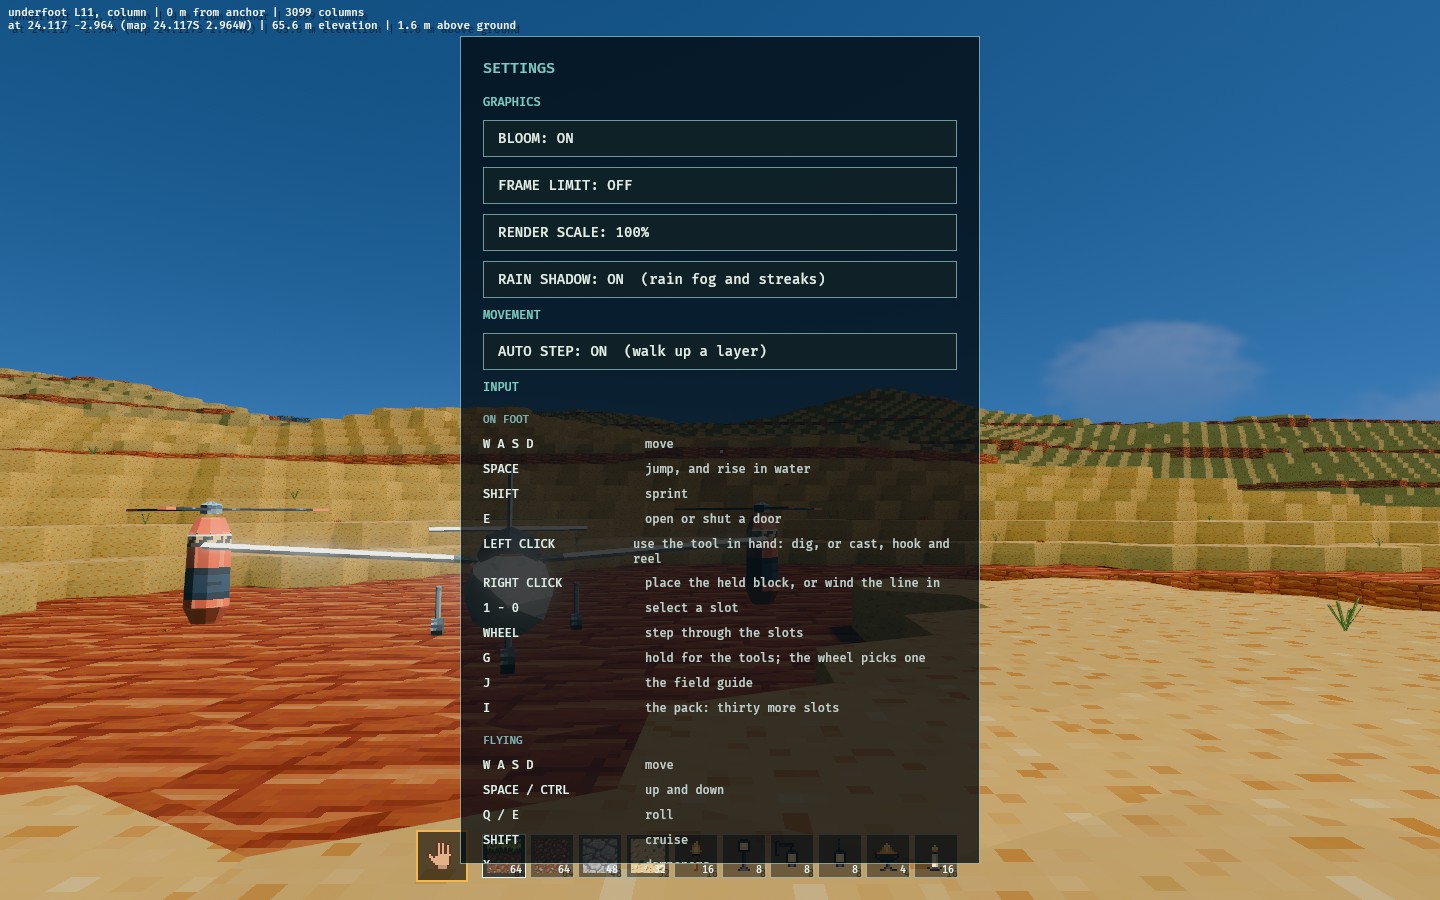 underfoot L11, column | 0 m from anchor | 3099 columns
at 24.117 -2.964 (map 24.117S 2.964W) | 65.6 m elevation | 1.6 m above ground
SETTINGS
GRAPHICS
BLOOM: ON
FRAME LIMIT: OFF
RENDER SCALE: 100%
RAIN SHADOW: ON (rain fog and streaks)
MOVEMENT
AUTO STEP: ON (walk up a layer)
INPUT
ON FOOT
W A S D move
SPACE jump, and rise in water
SHIFT sprint
E open or shut a door
LEFT CLICK use the tool in hand: dig, or cast, hook and
reel
RIGHT CLICK place the held block, or wind the line in
1 - 0 select a slot
WHEEL step through the slots
G hold for the tools; the wheel picks one
J the field guide
I the pack: thirty more slots
FLYING
W A S D move
SPACE / CTRL up and down
Q / E roll
SHIFT cruise
64 64 48 32 16 8 8 8 4 16